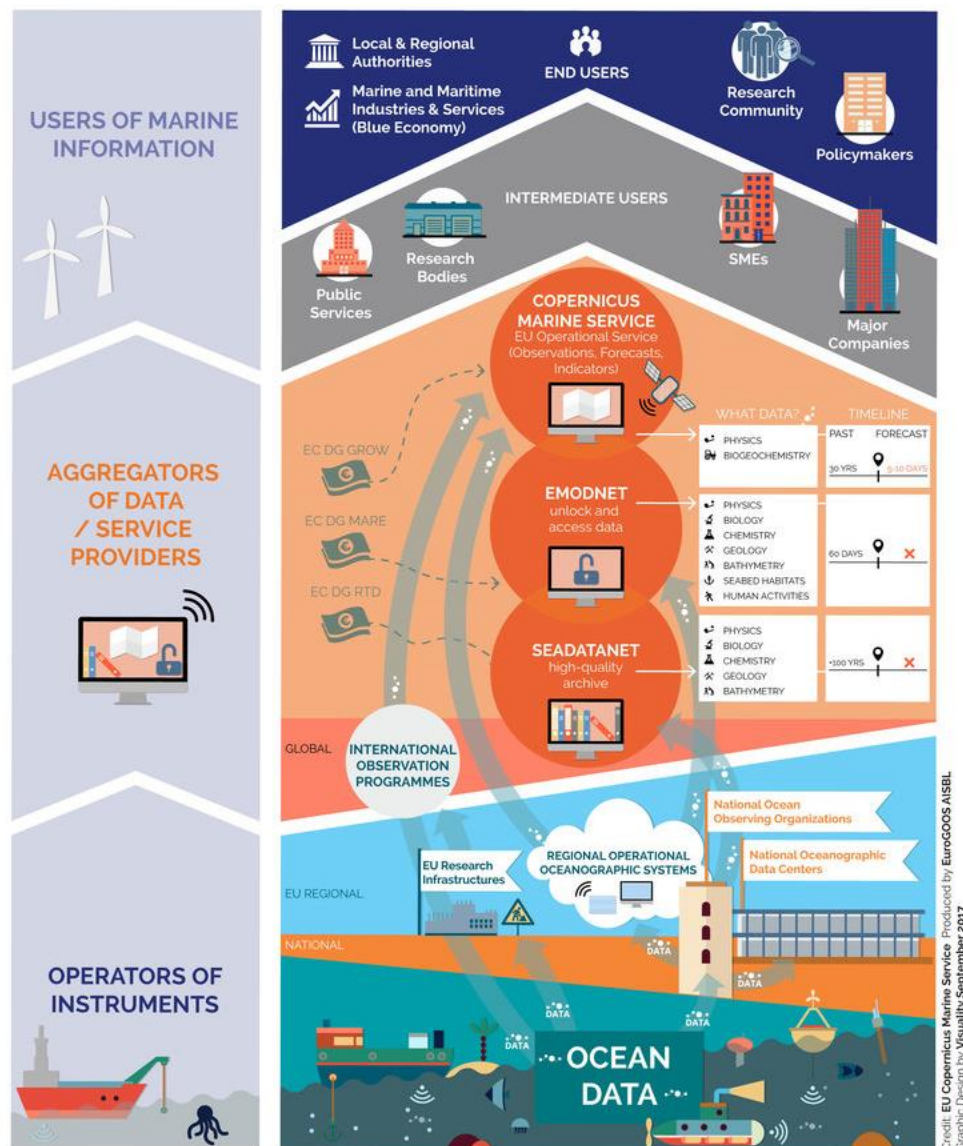 USERS OF MARINE
INFORMATION
AGGREGATORS
OF DATA
/ SERVICE
PROVIDERS
OPERATORS OF
INSTRUMENTS
Local & Regional
Authorities
Marine and Maritime
Industries & Services
(Blue Economy)
END USERS
Research
Community
Policymakers
INTERMEDIATE USERS
Public
Services
Research
Bodies
SMEs
Major
Companies
COPERNICUS
MARINE SERVICE
EU Operational Service
(Observations, Forecasts,
Indicators)
EC DG GROW
EC DG MARE
EC DG RTD
EMODNET
unlock and
access data
SEADATANET
high-quality
archive
WHAT DATA?
TIMELINE
PHYSICS
BIOGEOCHEMISTRY
PAST
FORECAST
30 YRS
5-10 DAYS
PHYSICS
BIOLOGY
CHEMISTRY
GEOLOGY
BATHYMETRY
SEABED HABITATS
HUMAN ACTIVITIES
60 DAYS
PHYSICS
BIOLOGY
CHEMISTRY
GEOLOGY
BATHYMETRY
+100 YRS
GLOBAL
INTERNATIONAL
OBSERVATION
PROGRAMMES
EU REGIONAL
EU Research
Infrastructures
REGIONAL OPERATIONAL
OCEANOGRAPHIC SYSTEMS
National Ocean
Observing Organizations
National Oceanographic
Data Centers
NATIONAL
DATA
DATA
DATA
DATA
DATA
OCEAN
DATA
Credit: EU Copernicus Marine Service Produced by EuroGOOS AISBL
Graphic Design by Visuality September 2017